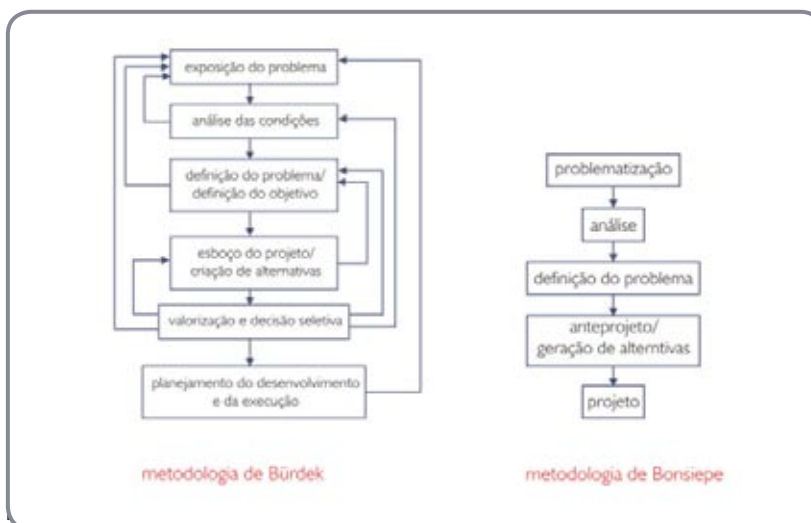 exposição do problema
análise das condições
definição do problema/
definição do objetivo
esboço do projeto/
criação de alternativas
valorização e decisão seletiva
planejamento do desenvolvimento
e da execução
metodologia de Bürdek
problematização
análise
definição do problema
anteprojeto/
geração de alterntivas
projeto
metodologia de Bonsiepe